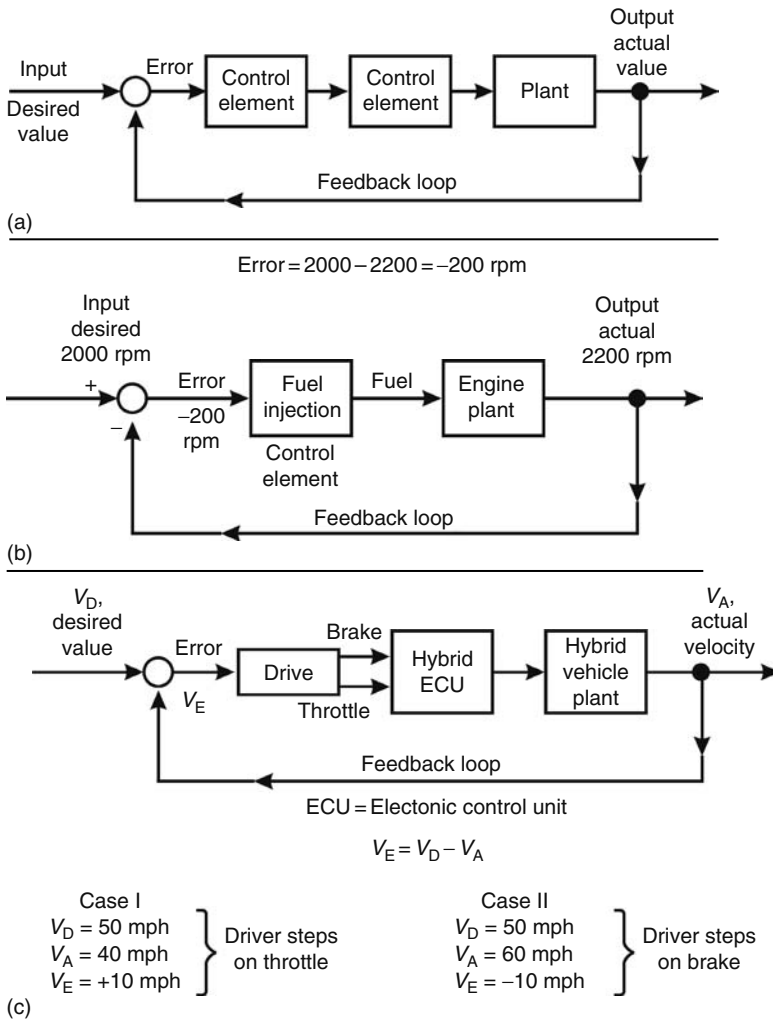 Output
actual
value
Input
Error
Control
element
Control
element
Plant
Desired
value
Feedback loop
(a)
Error = 2000 – 2200 = –200 rpm
Input
desired
2000 rpm
Output
actual
2200 rpm
+
Error
Fuel
injection
Fuel
Engine
plant
–
–200
rpm
Control
element
Feedback loop
(b)
VD,
desired
value
VA,
actual
velocity
Error
Brake
Drive
Hybrid
ECU
Hybrid
vehicle
plant
VE
Throttle
Feedback loop
ECU = Electonic control unit
VE = VD – VA
Case I
VD = 50 mph
VA = 40 mph
VE = +10 mph
Driver steps
on throttle
Case II
VD = 50 mph
VA = 60 mph
VE = –10 mph
Driver steps
on brake
(c)